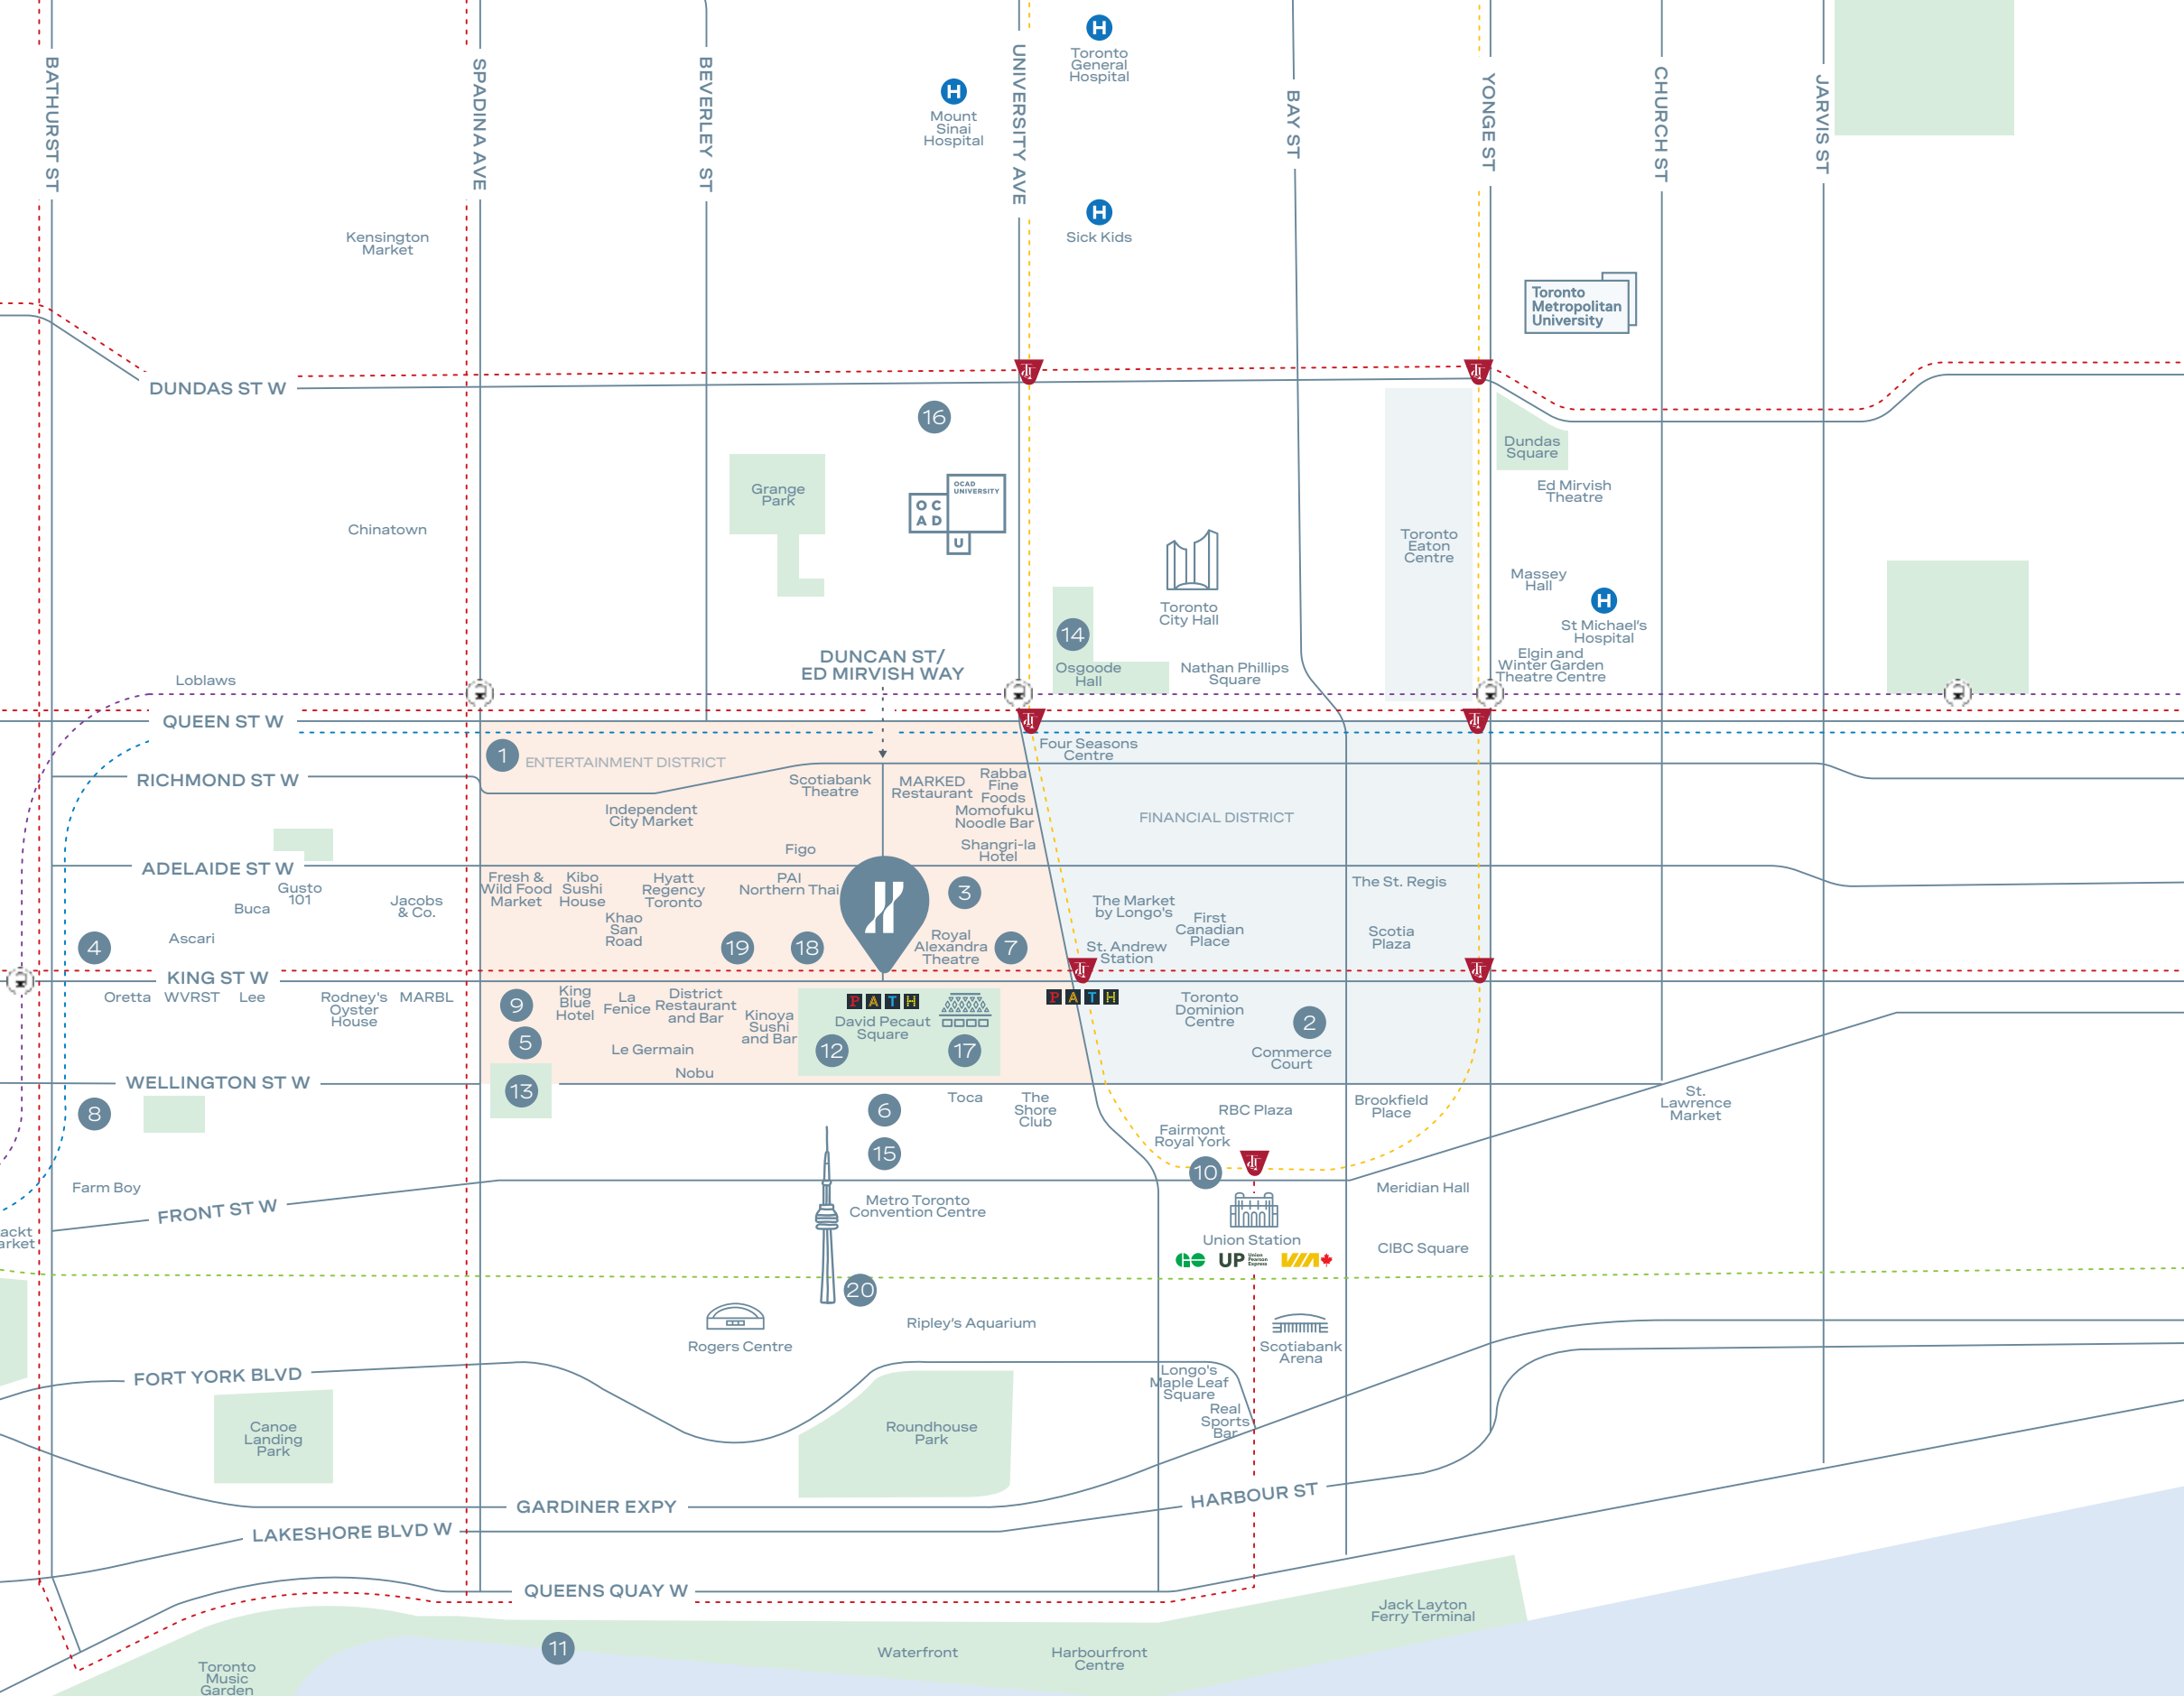 BATHURST ST
SPADINA AVE
BEVERLEY ST
UNIVERSITY AVE
BAY ST
YONGE ST
CHURCH ST
JARVIS ST
H
Toronto
General
Hospital
H
Mount
Sinai
Hospital
H
Sick Kids
Kensington
Market
Toronto
Metropolitan
University
DUNDAS ST W
16
Dundas
Square
Grange
Park
OCAD
UNIVERSITY
O C
A D
U
Ed Mirvish
Theatre
Chinatown
Toronto
Eaton
Centre
Massey
Hall
H
St Michael's
Hospital
Toronto
City Hall
14
Osgoode
Hall
Nathan Phillips
Square
Elgin and
Winter Garden
Theatre Centre
DUNCAN ST/
ED MIRVISH WAY
Loblaws
QUEEN ST W
1
ENTERTAINMENT DISTRICT
Four Seasons
Centre
RICHMOND ST W
Scotiabank
Theatre
MARKED
Restaurant
Rabba
Fine
Foods
Momofuku
Noodle Bar
Independent
City Market
FINANCIAL DISTRICT
Figo
Shangri-la
Hotel
ADELAIDE ST W
Gusto
101
Buca
Jacobs
& Co.
Fresh &
Wild Food
Market
Kibo
Sushi
House
Hyatt
Regency
Toronto
PAI
Northern Thai
3
The St. Regis
Khao
San
Road
The Market
by Longo's
First
Canadian
Place
Scotia
Plaza
4
Ascari
19
18
Royal
Alexandra
Theatre
7
St. Andrew
Station
KING ST W
Oretta
WVRST
Lee
Rodney's
Oyster
House
MARBL
9
King
Blue
Hotel
La
Fenice
District
Restaurant
and Bar
Kinoya
Sushi
and Bar
PATH
David Pecaut
Square
PATH
Toronto
Dominion
Centre
2
Commerce
Court
5
Le Germain
12
17
Nobu
WELLINGTON ST W
13
8
6
Toca
The
Shore
Club
RBC Plaza
Brookfield
Place
St.
Lawrence
Market
Fairmont
Royal York
15
10
Farm Boy
FRONT ST W
Metro Toronto
Convention Centre
Meridian Hall
ackt
arket
Union Station
GO
UP
Union
Pearson
Express
VIA
CIBC Square
20
Rogers Centre
Ripley's Aquarium
Scotiabank
Arena
FORT YORK BLVD
Longo's
Maple Leaf
Square
Real
Sports
Bar
Canoe
Landing
Park
Roundhouse
Park
GARDINER EXPY
HARBOUR ST
LAKESHORE BLVD W
QUEENS QUAY W
Jack Layton
Ferry Terminal
11
Waterfront
Harbourfront
Centre
Toronto
Music
Garden